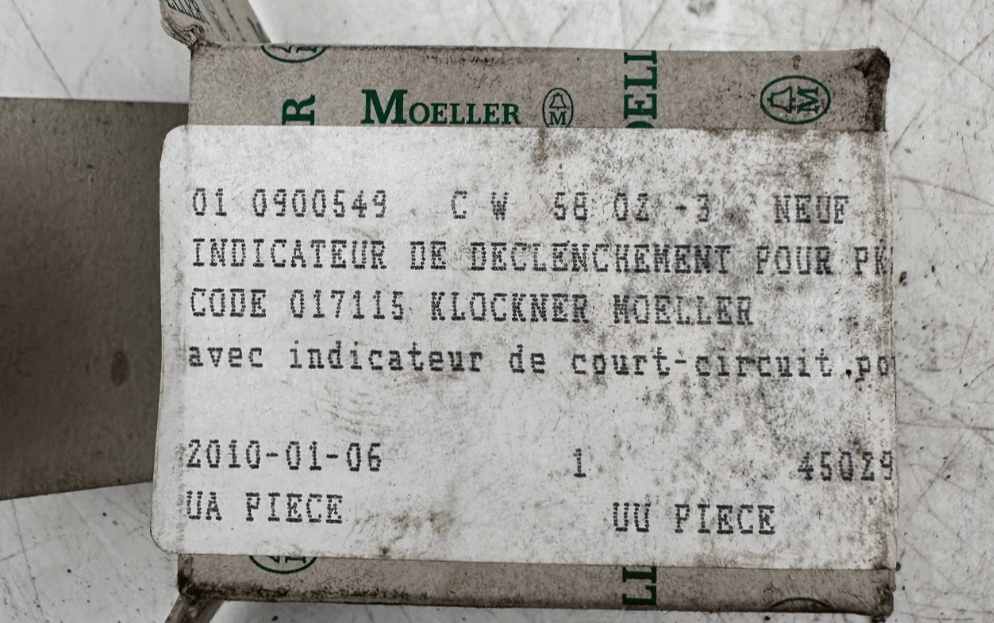 MOELLER
01 0900549 C W 58 02 -3 NEUF
INDICATEUR DE DECLENCHEMENT POUR PK
CODE 017115 KLOCKNER MOELLER
avec indicateur de court-circuit.po
2010-01-06 1 45029
UA PIECE UU PIECE